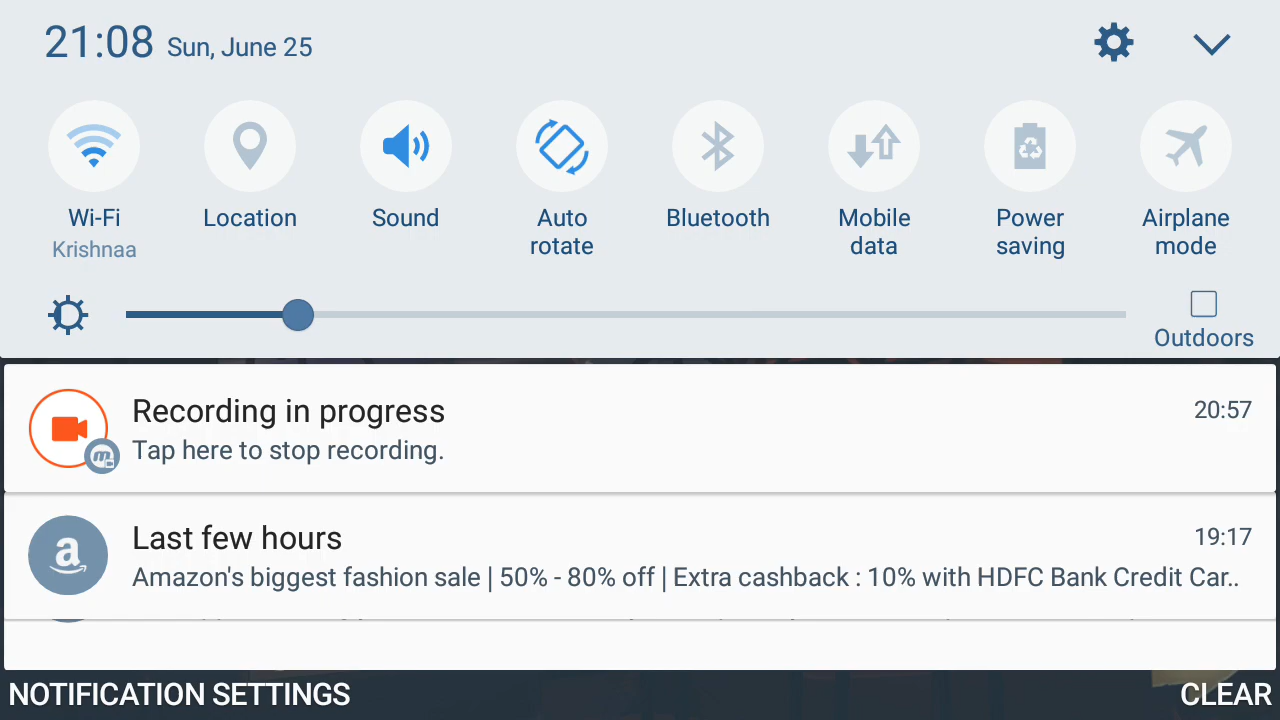 21:08 Sun, June 25
Wi-Fi
Krishnaa
Location
Sound
Auto
rotate
Bluetooth
Mobile
data
Power
saving
Airplane
mode
Outdoors
Recording in progress
20:57
Tap here to stop recording.
Last few hours
19:17
Amazon's biggest fashion sale | 50% - 80% off | Extra cashback : 10% with HDFC Bank Credit Car..
NOTIFICATION SETTINGS
CLEAR